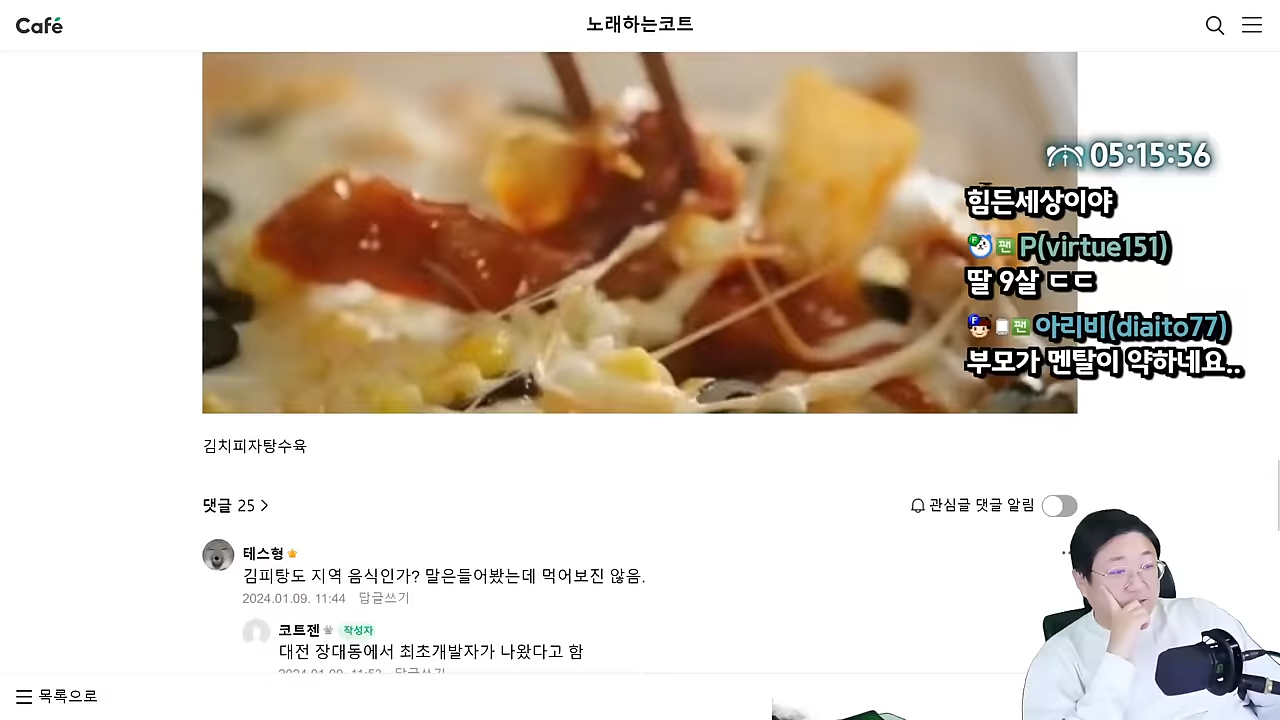 Café
노래하는코트
05:15:56
힘든세상이야
팬 P(virtue151)
딸 9살 ㄷㄷ
팬 아리비(diaito77)
부모가 멘탈이 약하네요..
김치피자탕수육
댓글 25
관심글 댓글 알림
테스형
김피탕도 지역 음식인가? 말은들어봤는데 먹어보진 않음.
2024.01.09. 11:44 답글쓰기
코트젠 작성자
대전 장대동에서 최초개발자가 나왔다고 함
목록으로